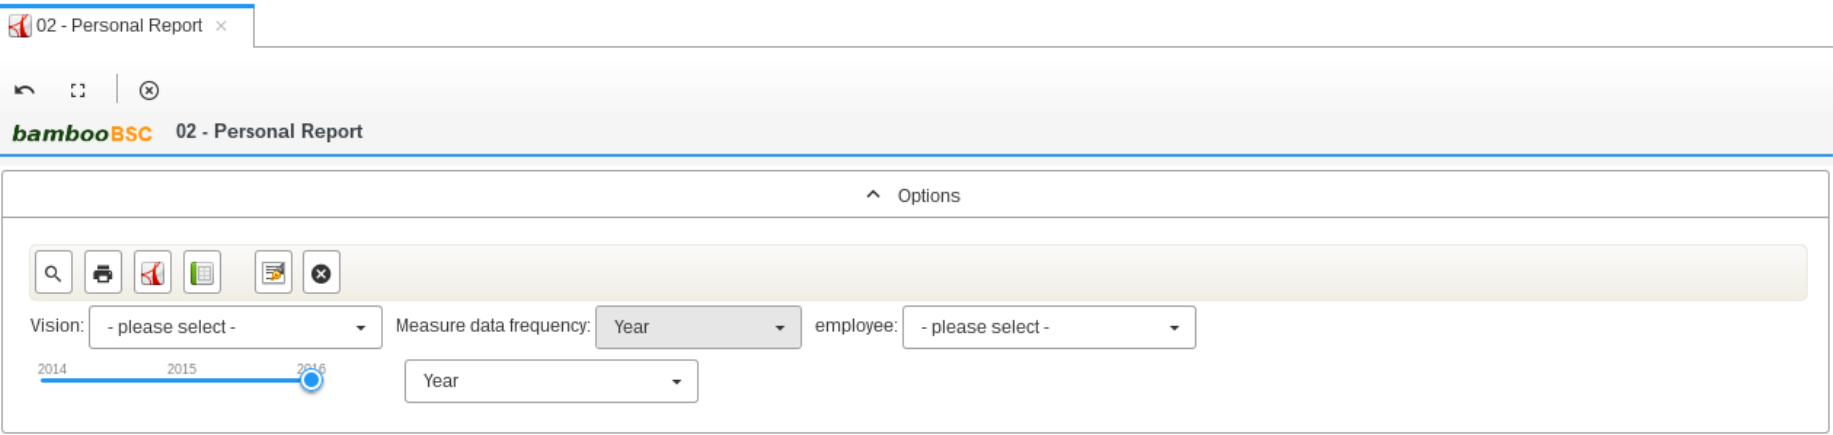 02 - Personal Report
bambooBSC 02 - Personal Report
Options
Vision: - please select - Measure data frequency: Year employee: - please select -
2014 2015 2016
Year